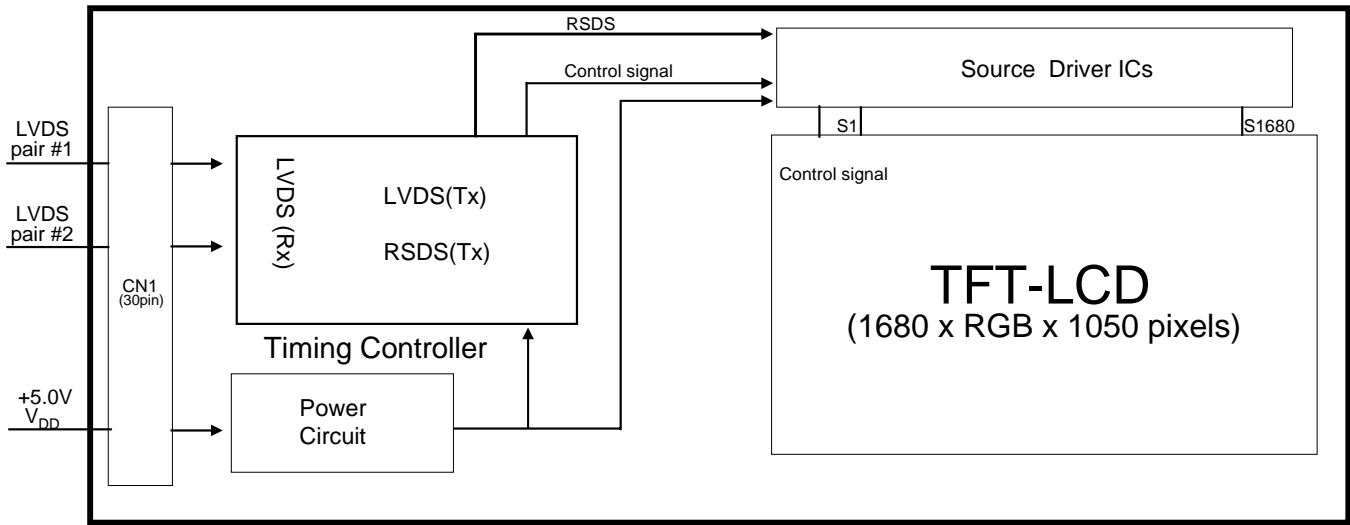 RSDS
Control signal
Source Driver ICs
S1
S1680
LVDS
pair #1
LVDS
pair #2
CN1
(30pin)
LVDS (Rx)
LVDS(Tx)
RSDS(Tx)
Timing Controller
Control signal
TFT-LCD
(1680 x RGB x 1050 pixels)
+5.0V
VDD
Power
Circuit